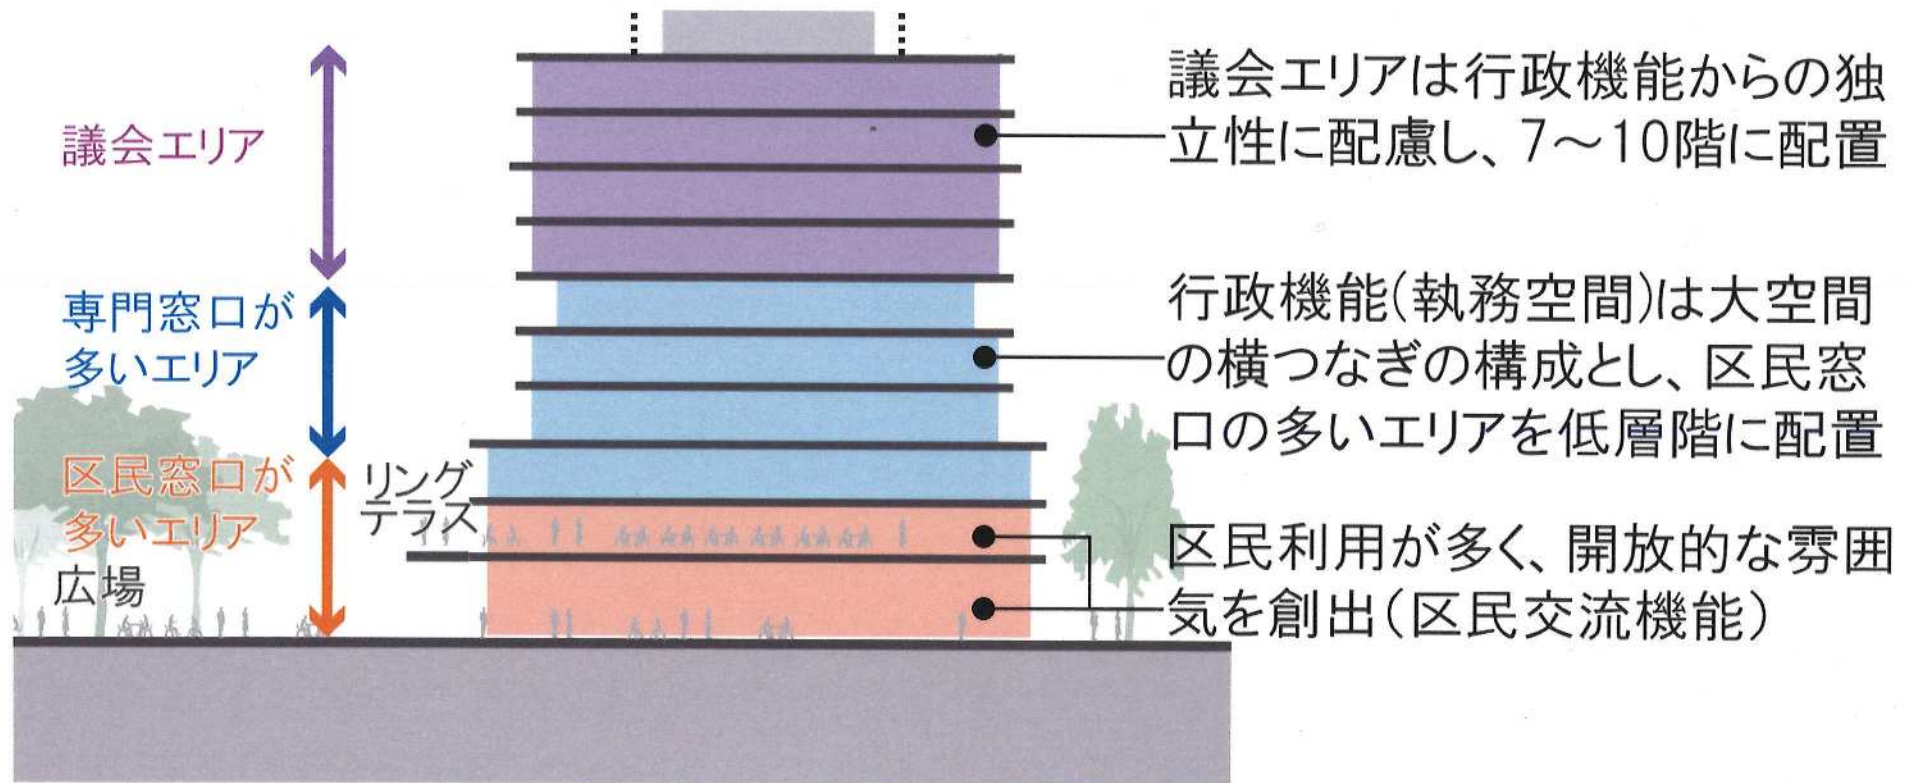 議会エリア
専門窓口が
多いエリア
区民窓口が
多いエリア
リング
テラス
広場
議会エリアは行政機能からの独
立性に配慮し、7～10階に配置
行政機能(執務空間)は大空間
の横つなぎの構成とし、区民窓
口の多いエリアを低層階に配置
区民利用が多く、開放的な雰囲
気を創出(区民交流機能)